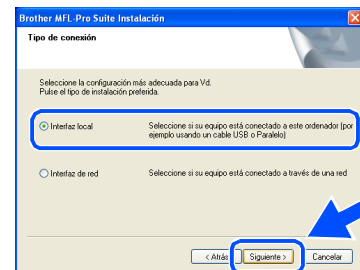 Brother MFL-Pro Suite Instalación
Tipo de conexión
Seleccione la configuración más adecuada para Vd.
Pulse el tipo de instalación preferida.
Interfaz local
Seleccione si su equipo está conectado a este ordenador (por
ejemplo usando un cable USB o Paralelo)
Interfaz de red
Seleccione si su equipo está conectado a través de una red
< Atrás
Siguiente >
Cancelar